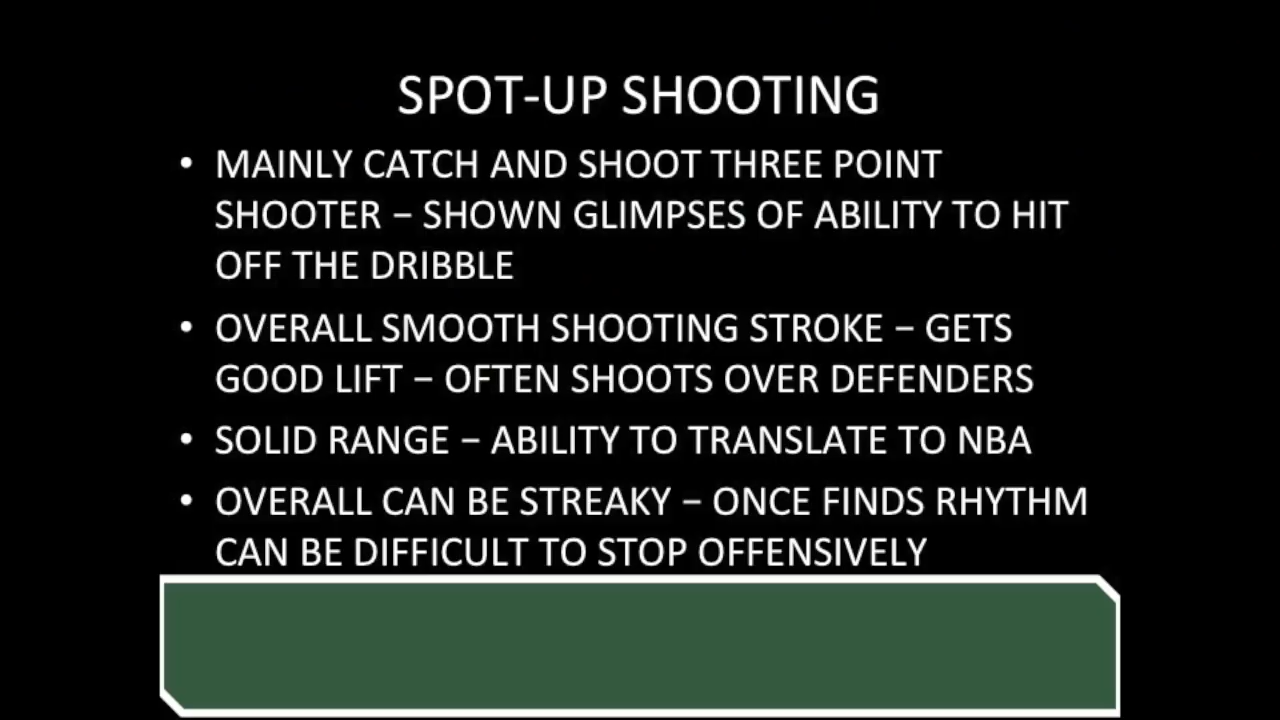 SPOT-UP SHOOTING
• MAINLY CATCH AND SHOOT THREE POINT
SHOOTER – SHOWN GLIMPSES OF ABILITY TO HIT
OFF THE DRIBBLE
• OVERALL SMOOTH SHOOTING STROKE – GETS
GOOD LIFT – OFTEN SHOOTS OVER DEFENDERS
• SOLID RANGE – ABILITY TO TRANSLATE TO NBA
• OVERALL CAN BE STREAKY – ONCE FINDS RHYTHM
CAN BE DIFFICULT TO STOP OFFENSIVELY